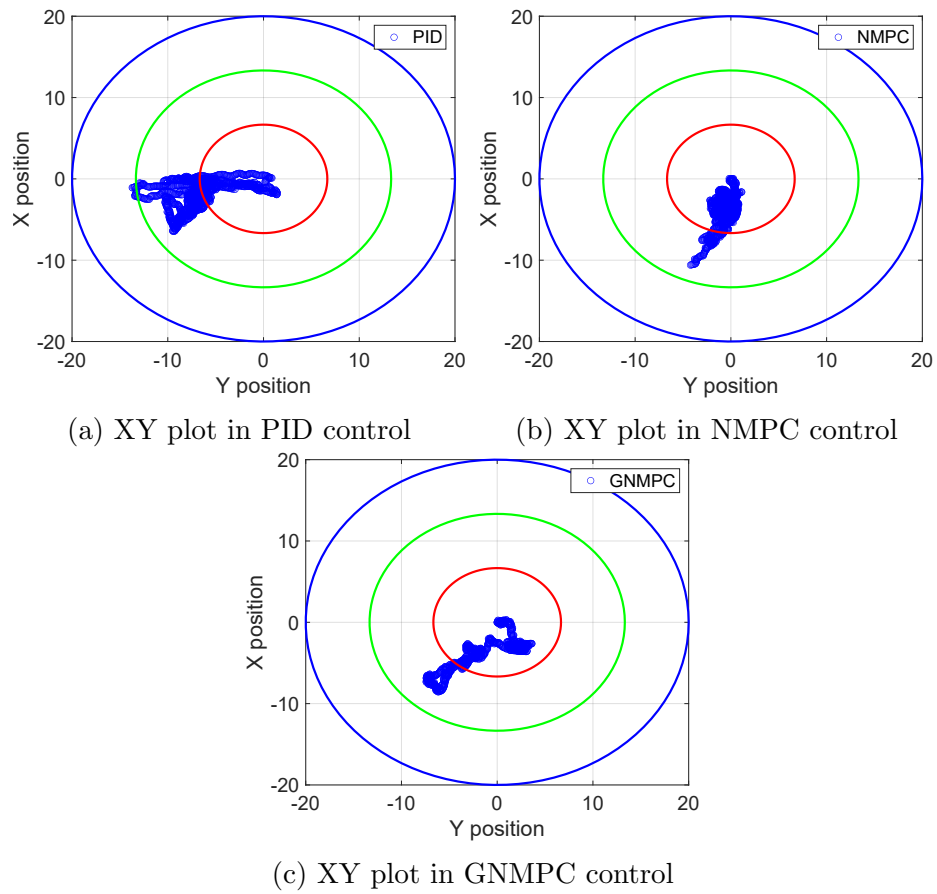 20
10
0
-10
-20
-20
-10
0
10
20
X position
Y position
PID
(a) XY plot in PID control
20
10
0
-10
-20
-20
-10
0
10
20
X position
Y position
NMPC
(b) XY plot in NMPC control
20
10
0
-10
-20
-20
-10
0
10
20
X position
Y position
GNMPC
(c) XY plot in GNMPC control